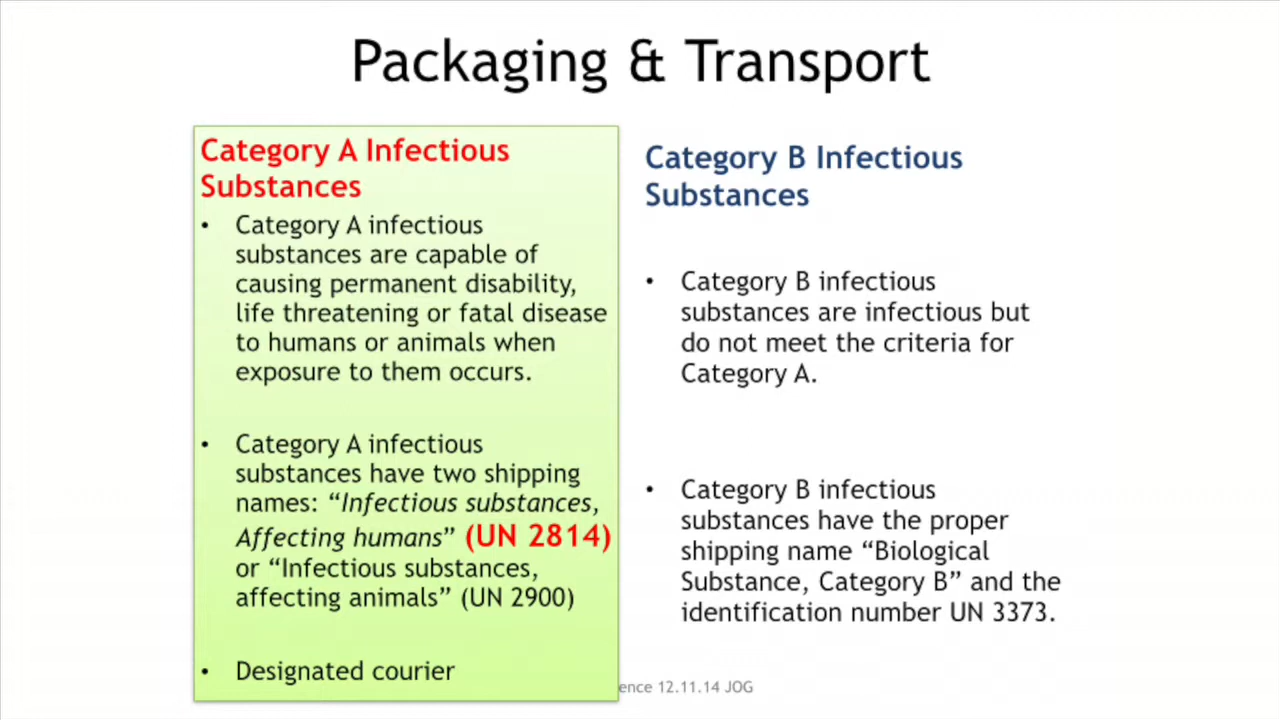 Packaging & Transport
Category A Infectious
Substances
• Category A infectious
substances are capable of
causing permanent disability,
life threatening or fatal disease
to humans or animals when
exposure to them occurs.
• Category A infectious
substances have two shipping
names: “Infectious substances,
Affecting humans” (UN 2814)
or “Infectious substances,
affecting animals” (UN 2900)
• Designated courier
Category B Infectious
Substances
• Category B infectious
substances are infectious but
do not meet the criteria for
Category A.
• Category B infectious
substances have the proper
shipping name “Biological
Substance, Category B” and the
identification number UN 3373.
ence 12.11.14 JOG